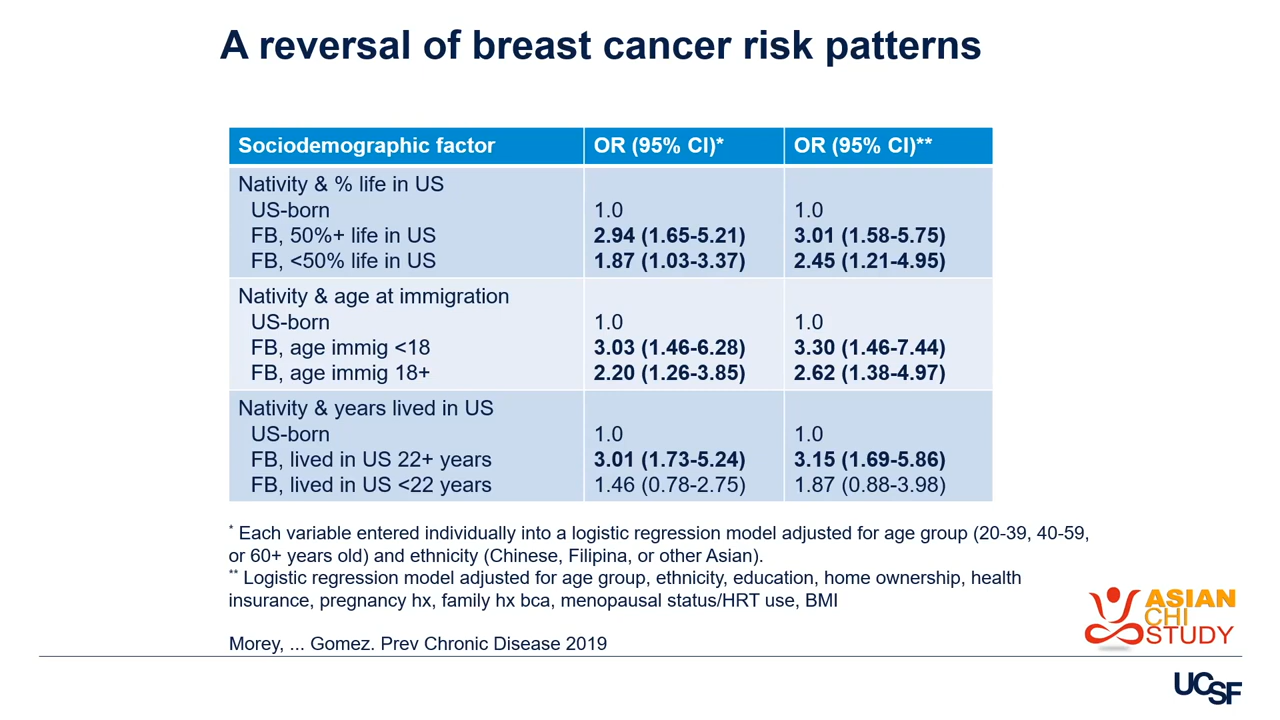 A reversal of breast cancer risk patterns
Sociodemographic factor OR (95% CI)* OR (95% CI)**
Nativity & % life in US
US-born 1.0 1.0
FB, 50%+ life in US 2.94 (1.65-5.21) 3.01 (1.58-5.75)
FB, <50% life in US 1.87 (1.03-3.37) 2.45 (1.21-4.95)
Nativity & age at immigration
US-born 1.0 1.0
FB, age immig <18 3.03 (1.46-6.28) 3.30 (1.46-7.44)
FB, age immig 18+ 2.20 (1.26-3.85) 2.62 (1.38-4.97)
Nativity & years lived in US
US-born 1.0 1.0
FB, lived in US 22+ years 3.01 (1.73-5.24) 3.15 (1.69-5.86)
FB, lived in US <22 years 1.46 (0.78-2.75) 1.87 (0.88-3.98)
* Each variable entered individually into a logistic regression model adjusted for age group (20-39, 40-59,
or 60+ years old) and ethnicity (Chinese, Filipina, or other Asian).
** Logistic regression model adjusted for age group, ethnicity, education, home ownership, health
insurance, pregnancy hx, family hx bca, menopausal status/HRT use, BMI
Morey, ... Gomez. Prev Chronic Disease 2019
ASIAN
CHI
STUDY
UCSF